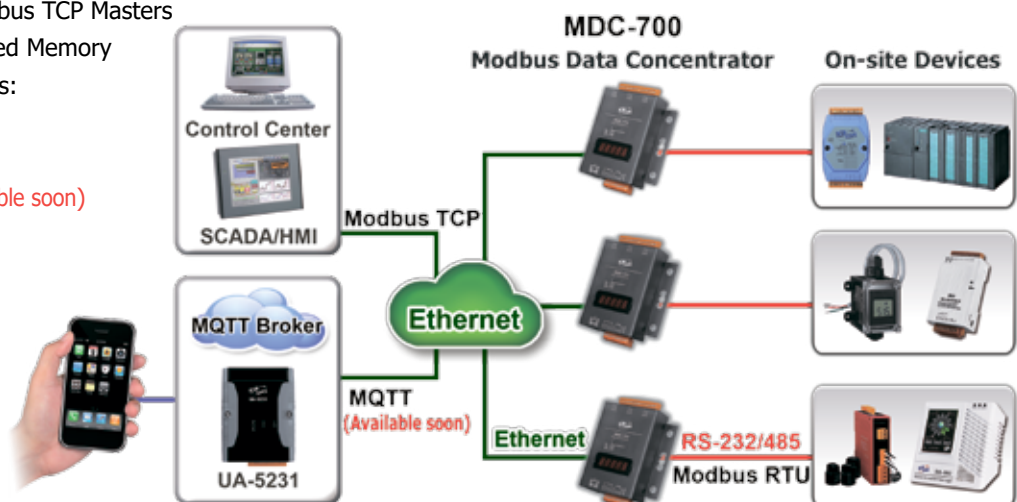 bus TCP Masters
ed Memory
s:
ble soon)
MDC-700
Modbus Data Concentrator
On-site Devices
Control Center
SCADA/HMI
Modbus TCP
MQTT Broker
Ethernet
MQTT
(Available soon)
UA-5231
Ethernet
RS-232/485
Modbus RTU